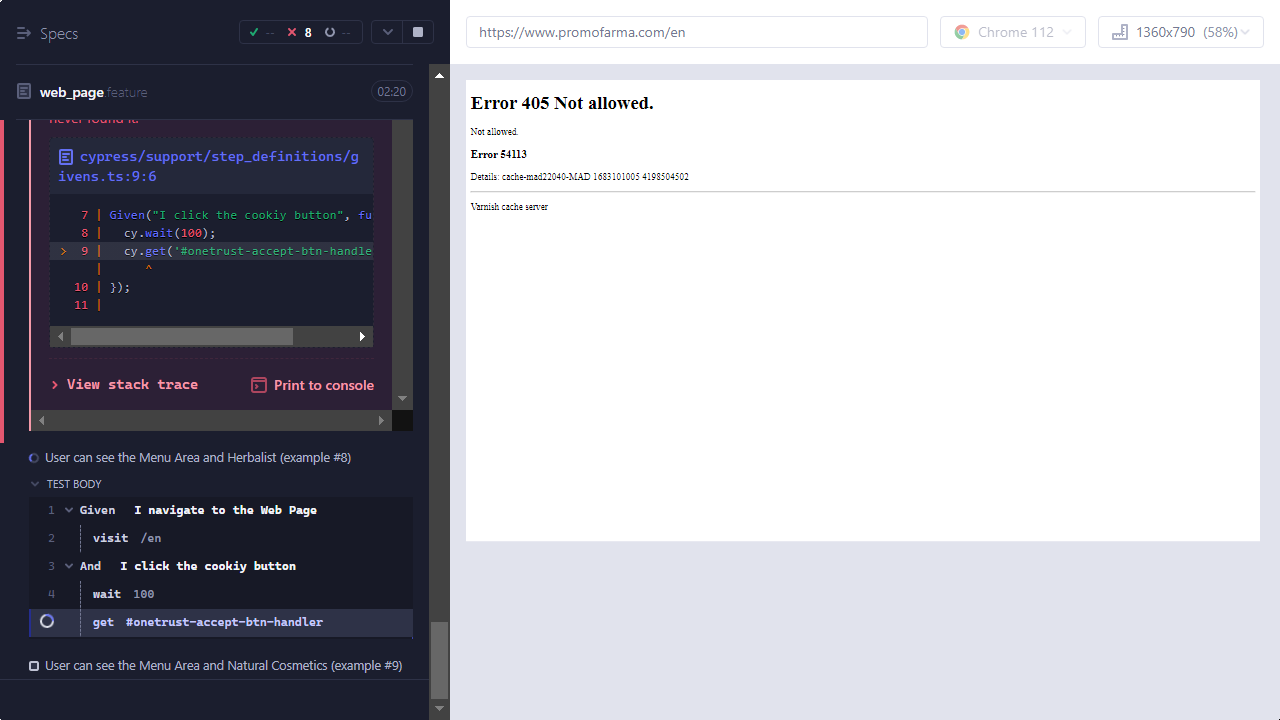 Specs
-- 8 --
web_page.feature 02:20
never found it.
cypress/support/step_definitions/g
ivens.ts:9:6
7 | Given("I click the cookiy button", fu
8 | cy.wait(100);
> 9 | cy.get('#onetrust-accept-btn-handle
| ^
10 | });
11 |
> View stack trace Print to console
User can see the Menu Area and Herbalist (example #8)
TEST BODY
1 Given I navigate to the Web Page
2 visit /en
3 And I click the cookiy button
4 wait 100
get #onetrust-accept-btn-handler
User can see the Menu Area and Natural Cosmetics (example #9)
https://www.promofarma.com/en
Chrome 112
1360x790 (58%)
Error 405 Not allowed.
Not allowed.
Error 54113
Details: cache-mad22040-MAD 1683101005 4198504502
Varnish cache server